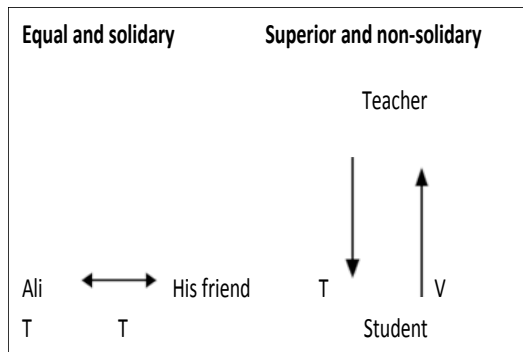 Equal and solidary
Superior and non-solidary
Teacher
Ali His friend
T T
T V
Student